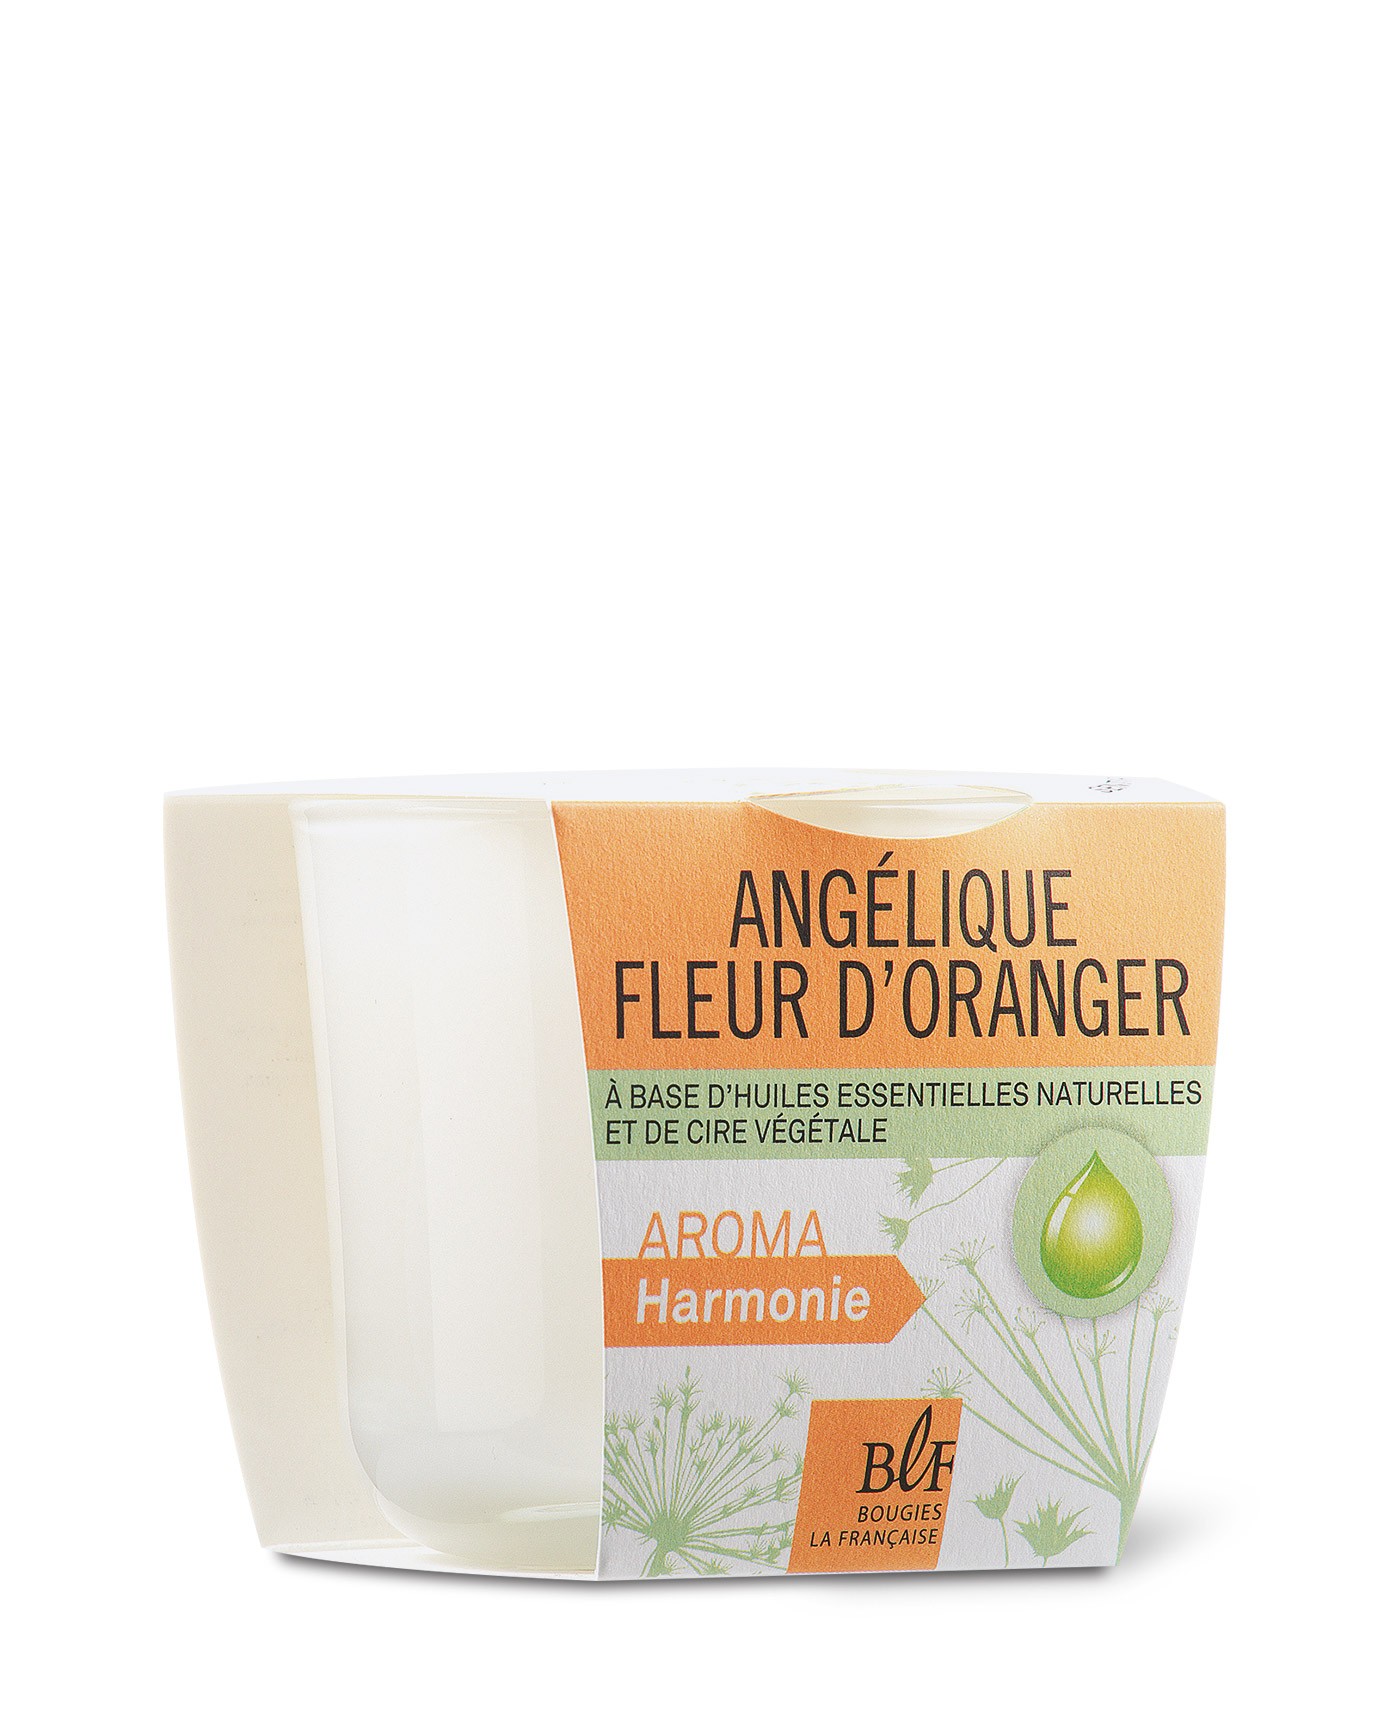 ANGÉLIQUE
FLEUR D'ORANGER
À BASE D'HUILES ESSENTIELLES NATURELLES
ET DE CIRE VÉGÉTALE
AROMA
Harmonie
BlF
BOUGIES
LA FRANÇAISE